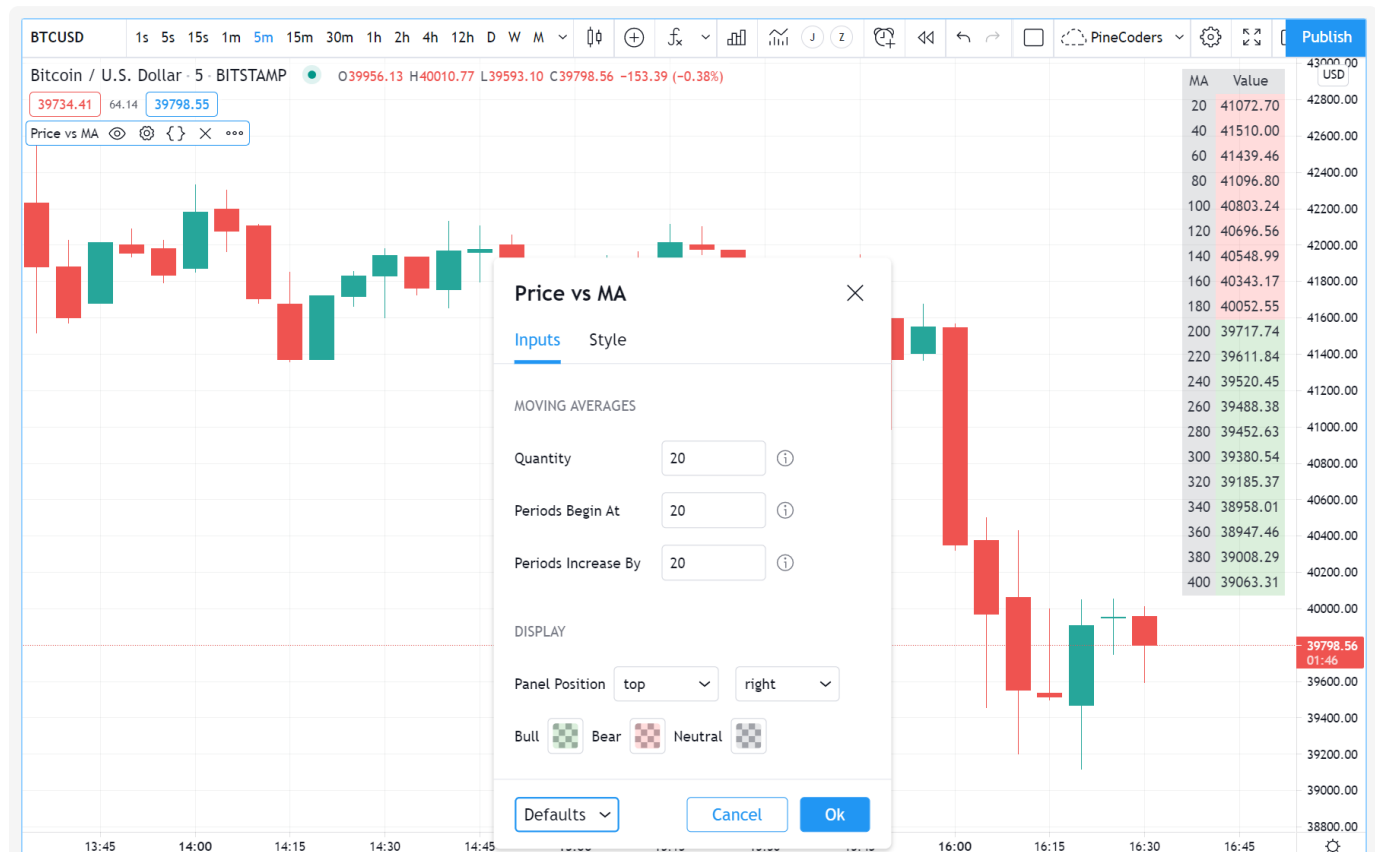 BTCUSD 1s 5s 15s 1m 5m 15m 30m 1h 2h 4h 12h D W M fx J Z PineCoders Publish
Bitcoin / U.S. Dollar · 5 · BITSTAMP O39956.13 H40010.77 L39593.10 C39798.56 −153.39 (−0.38%)
39734.41 64.14 39798.55
Price vs MA
MA Value
20 41072.70
40 41510.00
60 41439.46
80 41096.80
100 40803.24
120 40696.56
140 40548.99
160 40343.17
180 40052.55
200 39717.74
220 39611.84
240 39520.45
260 39488.38
280 39452.63
300 39380.54
320 39185.37
340 38958.01
360 38947.46
380 39008.29
400 39063.31
43000.00
USD
42800.00
42600.00
42400.00
42200.00
42000.00
41800.00
41600.00
41400.00
41200.00
41000.00
40800.00
40600.00
40400.00
40200.00
40000.00
39798.56
01:46
39600.00
39400.00
39200.00
39000.00
38800.00
Price vs MA
Inputs Style
MOVING AVERAGES
Quantity 20
Periods Begin At 20
Periods Increase By 20
DISPLAY
Panel Position top right
Bull Bear Neutral
Defaults Cancel Ok
13:45 14:00 14:15 14:30 14:45 16:00 16:15 16:30 16:45